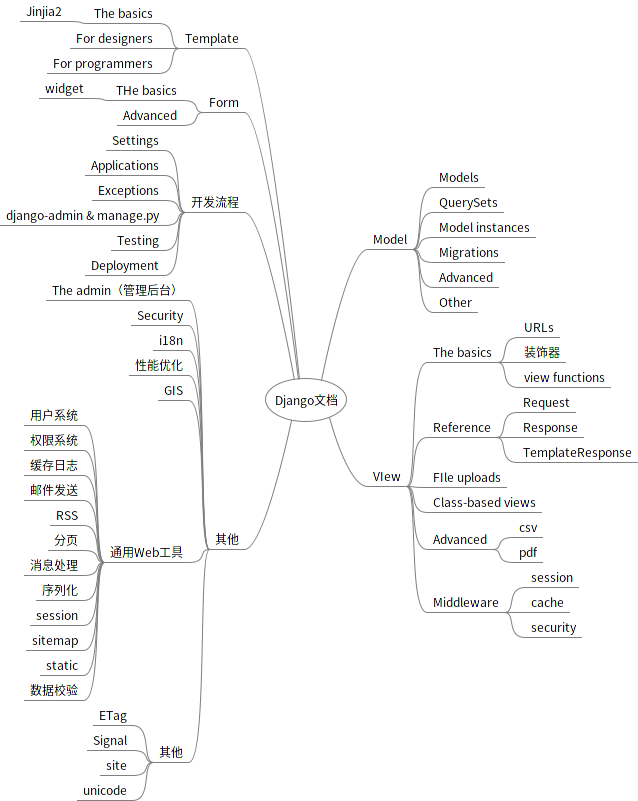 Django文档
Template
The basics
Jinjia2
For designers
For programmers
Form
THe basics
widget
Advanced
开发流程
Settings
Applications
Exceptions
django-admin & manage.py
Testing
Deployment
其他
The admin（管理后台）
Security
i18n
性能优化
GIS
通用Web工具
用户系统
权限系统
缓存日志
邮件发送
RSS
分页
消息处理
序列化
session
sitemap
static
数据校验
其他
ETag
Signal
site
unicode
Model
Models
QuerySets
Model instances
Migrations
Advanced
Other
VIew
The basics
URLs
装饰器
view functions
Reference
Request
Response
TemplateResponse
FIle uploads
Class-based views
Advanced
csv
pdf
Middleware
session
cache
security